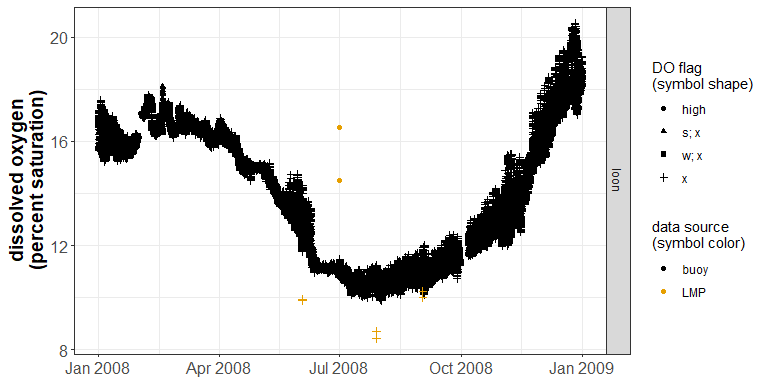 dissolved oxygen
(percent saturation)
20
16
12
8
Jan 2008
Apr 2008
Jul 2008
Oct 2008
Jan 2009
loon
DO flag
(symbol shape)
high
s; x
w; x
x
data source
(symbol color)
buoy
LMP